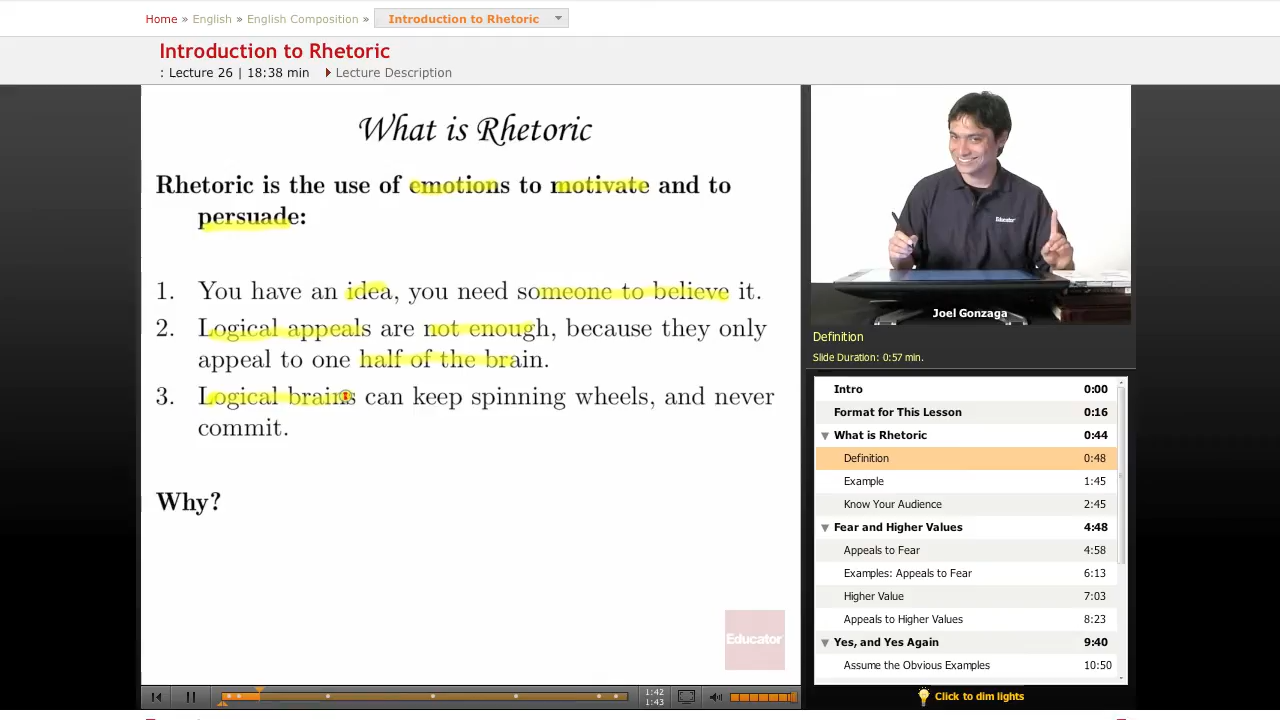 Home » English » English Composition » Introduction to Rhetoric
Introduction to Rhetoric
: Lecture 26 | 18:38 min Lecture Description
What is Rhetoric
Rhetoric is the use of emotions to motivate and to
persuade:
1. You have an idea, you need someone to believe it.
2. Logical appeals are not enough, because they only
appeal to one half of the brain.
3. Logical brains can keep spinning wheels, and never
commit.
Why?
Educator
1:42
1:43
Educator
Joel Gonzaga
Definition
Slide Duration: 0:57 min.
Intro 0:00
Format for This Lesson 0:16
What is Rhetoric 0:44
Definition 0:48
Example 1:45
Know Your Audience 2:45
Fear and Higher Values 4:48
Appeals to Fear 4:58
Examples: Appeals to Fear 6:13
Higher Value 7:03
Appeals to Higher Values 8:23
Yes, and Yes Again 9:40
Assume the Obvious Examples 10:50
Click to dim lights